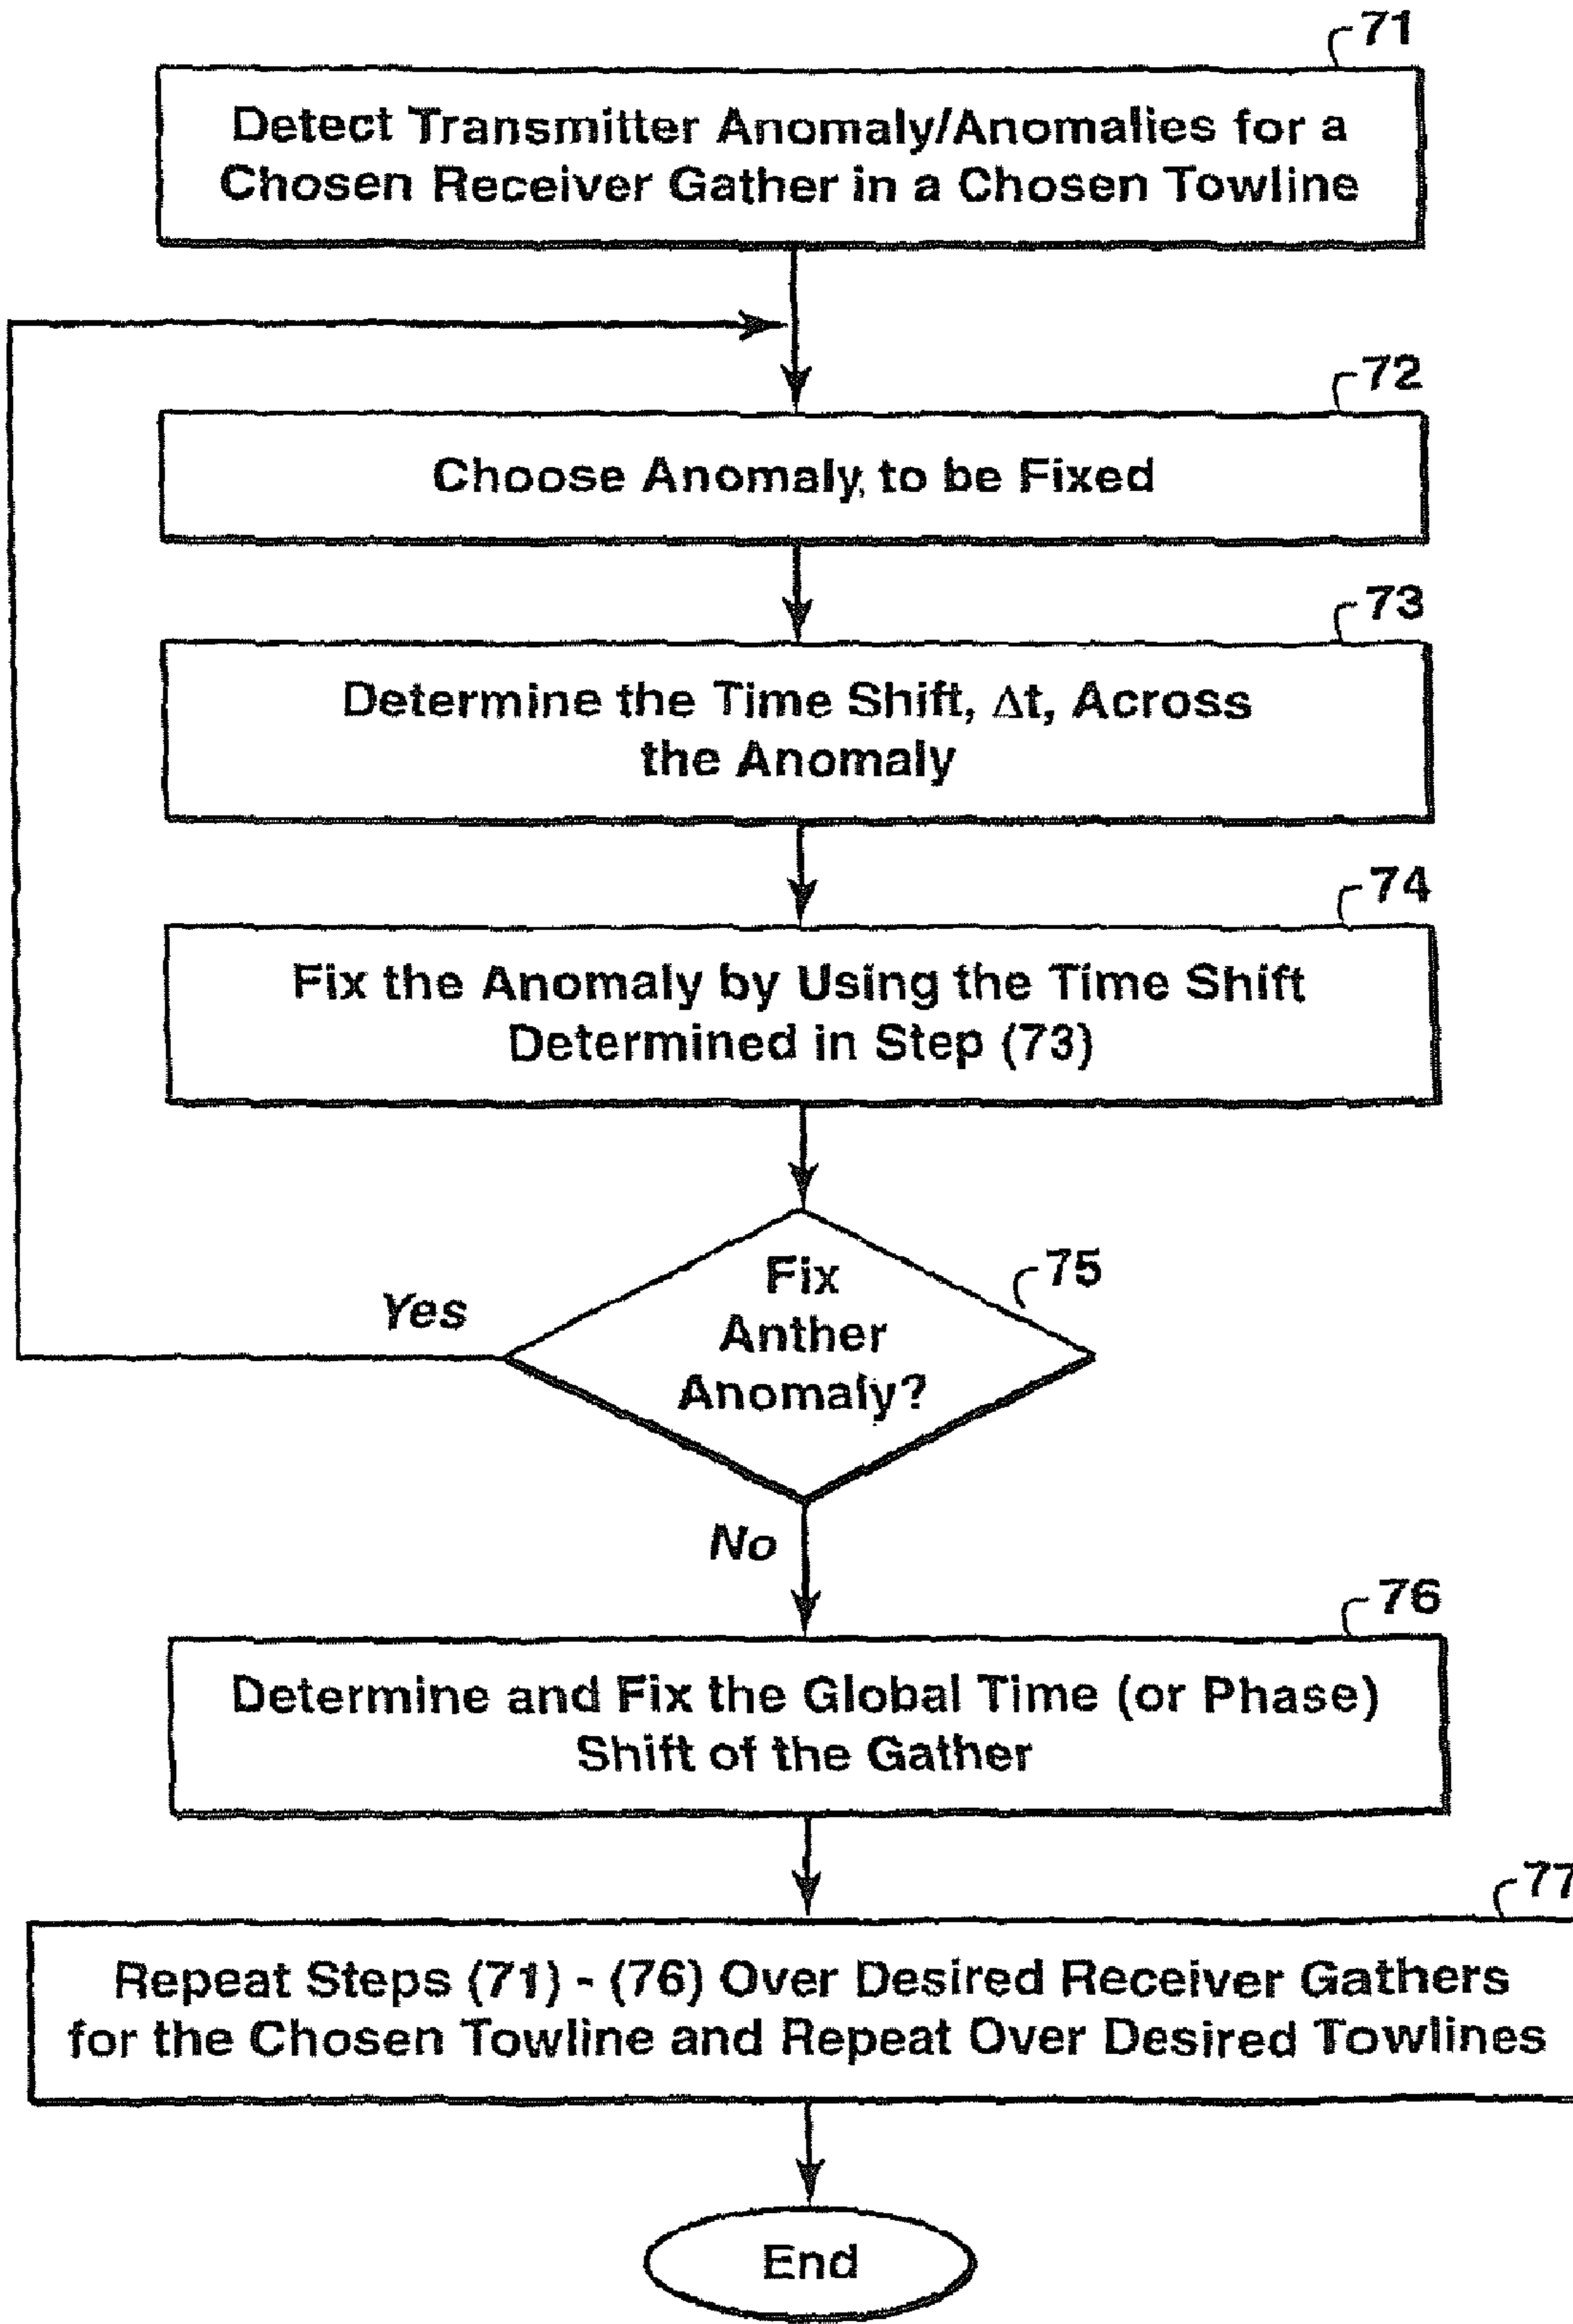 71
Detect Transmitter Anomaly/Anomalies for a
Chosen Receiver Gather in a Chosen Towline
72
Choose Anomaly, to be Fixed
73
Determine the Time Shift, Δt, Across
the Anomaly
74
Fix the Anomaly by Using the Time Shift
Determined in Step (73)
75
Fix
Anther
Anomaly?
Yes
No
76
Determine and Fix the Global Time (or Phase)
Shift of the Gather
77
Repeat Steps (71) - (76) Over Desired Receiver Gathers
for the Chosen Towline and Repeat Over Desired Towlines
End